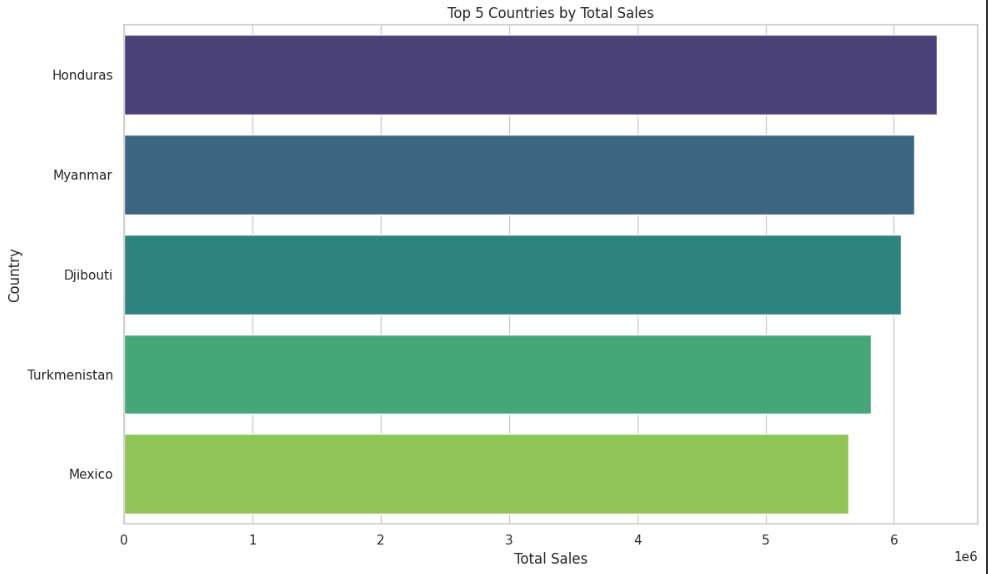 Top 5 Countries by Total Sales
Honduras
Myanmar
Djibouti
Turkmenistan
Mexico
Country
0 1 2 3 4 5 6
1e6
Total Sales